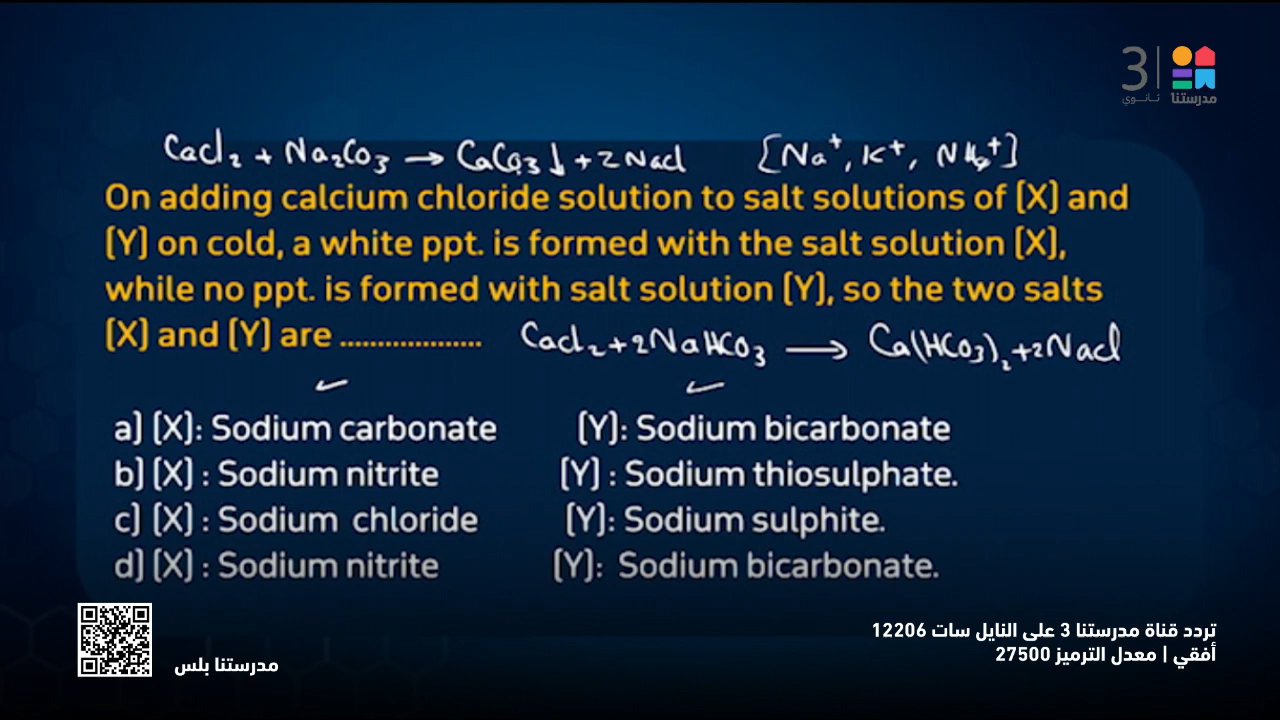 3
ثانوي
مدرستنا
CaCl₂ + Na₂CO₃ → CaCO₃↓ + 2NaCl [Na⁺, K⁺, NH₄⁺]
On adding calcium chloride solution to salt solutions of (X) and
(Y) on cold, a white ppt. is formed with the salt solution (X),
while no ppt. is formed with salt solution (Y), so the two salts
(X) and (Y) are ...................
CaCl₂ + 2NaHCO₃ → Ca(HCO₃)₂ + 2NaCl
a) (X): Sodium carbonate (Y): Sodium bicarbonate
b) (X) : Sodium nitrite (Y) : Sodium thiosulphate.
c) (X) : Sodium chloride (Y): Sodium sulphite.
d) (X) : Sodium nitrite (Y): Sodium bicarbonate.
تردد قناة مدرستنا 3 على النايل سات 12206
أفقي | معدل الترميز 27500
مدرستنا بلس